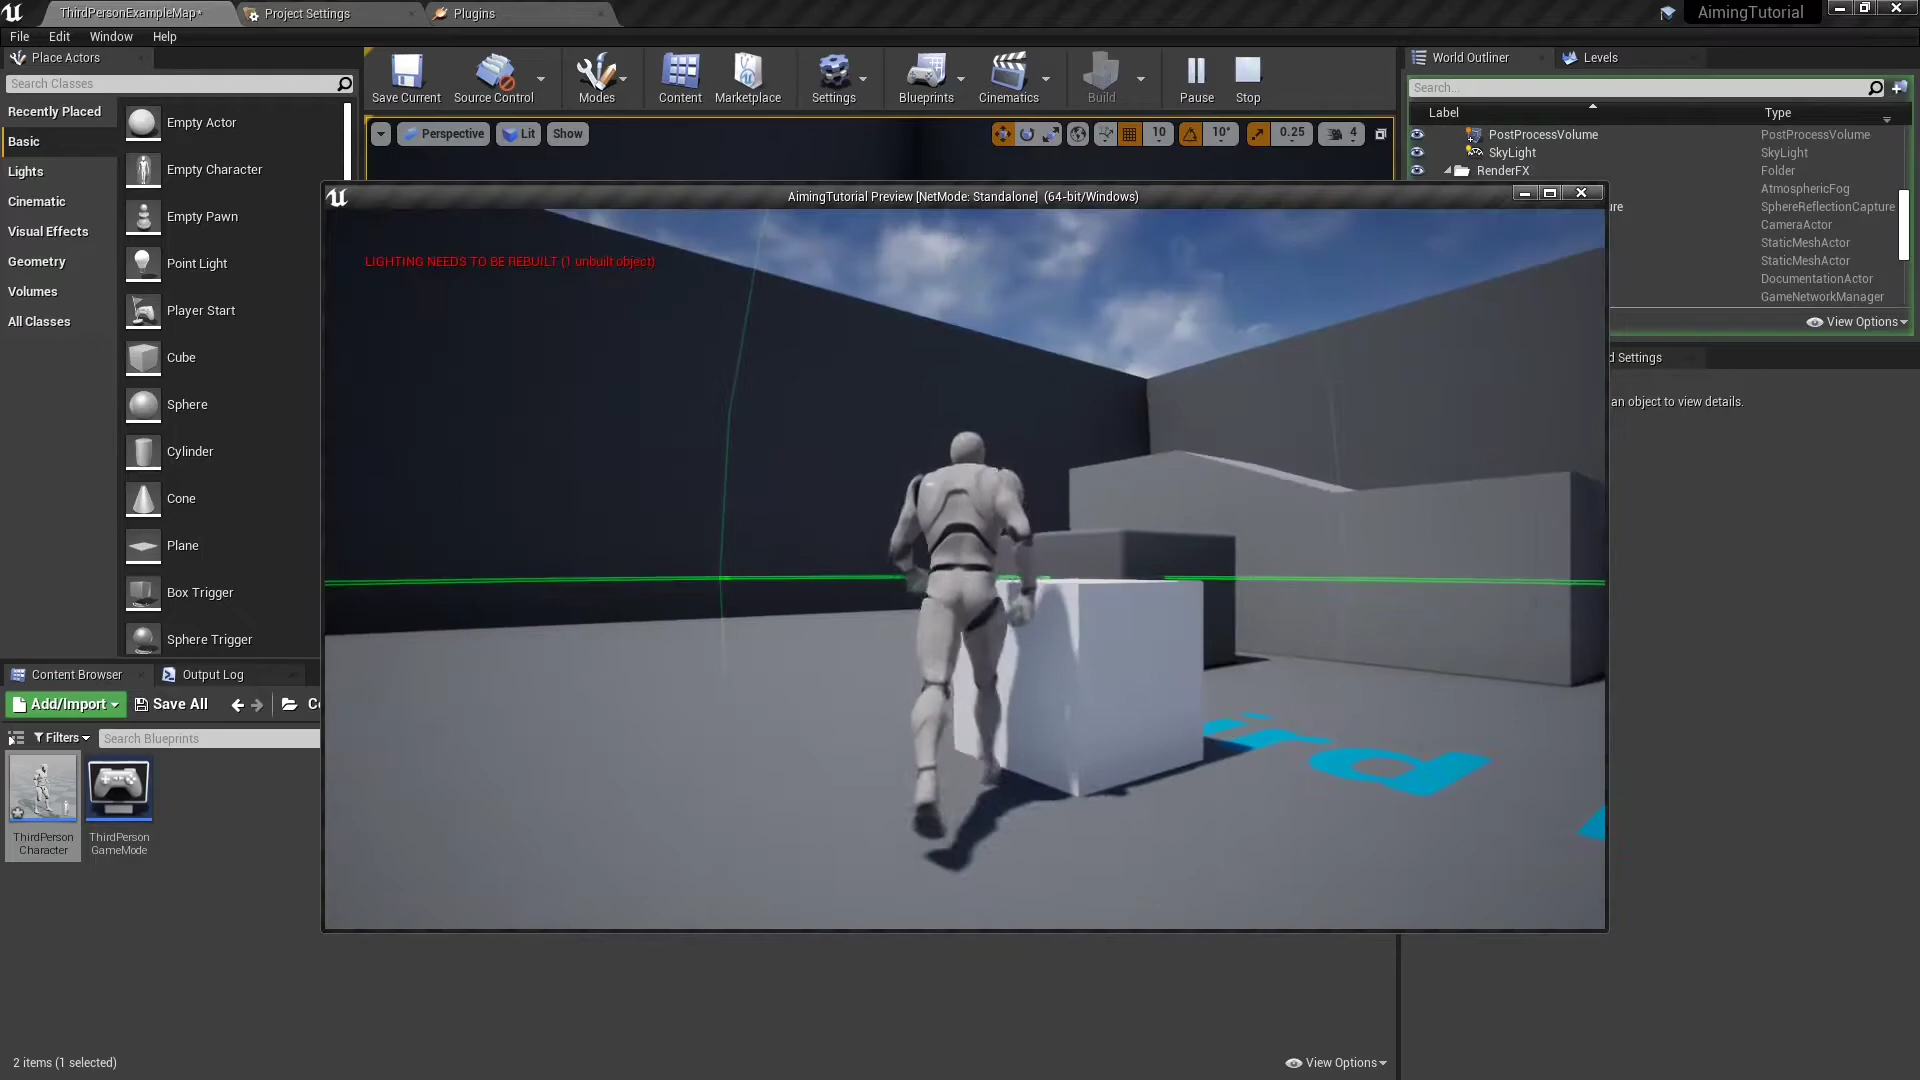 ThirdPersonExampleMap*
Project Settings
Plugins
AimingTutorial
File Edit Window Help
Place Actors
Search Classes
Recently Placed
Basic
Lights
Cinematic
Visual Effects
Geometry
Volumes
All Classes
Empty Actor
Empty Character
Empty Pawn
Point Light
Player Start
Cube
Sphere
Cylinder
Cone
Plane
Box Trigger
Sphere Trigger
Save Current
Source Control
Modes
Content
Marketplace
Settings
Blueprints
Cinematics
Build
Pause
Stop
Perspective
Lit
Show
10
10°
0.25
4
World Outliner
Levels
Search...
Label
Type
PostProcessVolume PostProcessVolume
SkyLight SkyLight
RenderFX Folder
AtmosphericFog
ure SphereReflectionCapture
CameraActor
StaticMeshActor
StaticMeshActor
DocumentationActor
GameNetworkManager
View Options
d Settings
an object to view details.
AimingTutorial Preview [NetMode: Standalone] (64-bit/Windows)
LIGHTING NEEDS TO BE REBUILT (1 unbuilt object)
ird
Content Browser
Output Log
Add/Import
Save All
Co
Filters
Search Blueprints
ThirdPerson
Character
ThirdPerson
GameMode
2 items (1 selected)
View Options